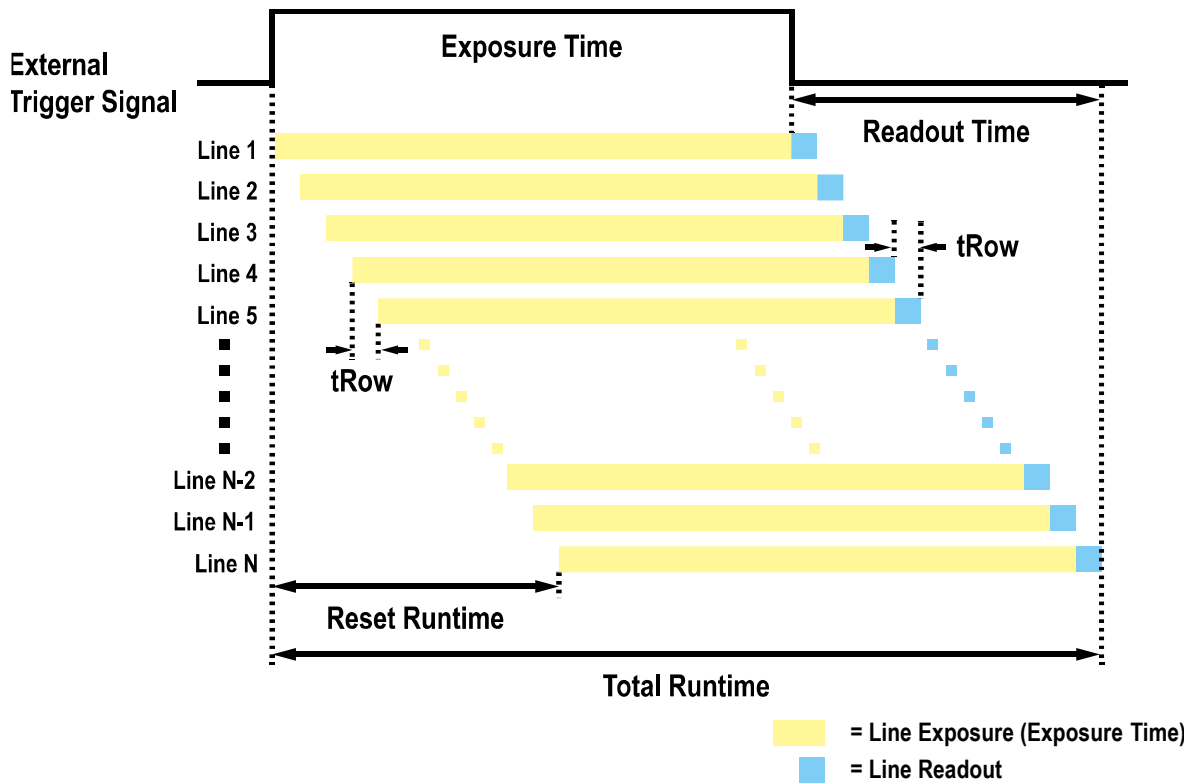 Exposure Time
External
Trigger Signal
Readout Time
Line 1
Line 2
Line 3
tRow
Line 4
Line 5
tRow
Line N-2
Line N-1
Line N
Reset Runtime
Total Runtime
= Line Exposure (Exposure Time)
= Line Readout